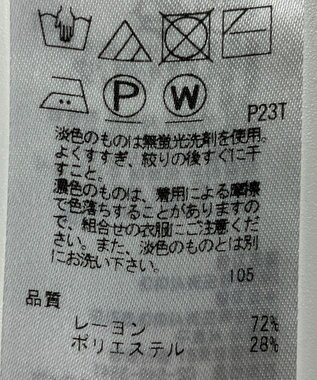 P W
P23T
淡色のものは無蛍光洗剤を使用。
よくすすぎ、絞りの後すぐに干
すこと。
濃色のものは、着用による摩擦
で色落ちすることがありますの
で、組合せの衣服にご注意くだ
さい。また、淡色のものとは別
にお洗い下さい。
105
品質
レーヨン 72%
ポリエステル 28%